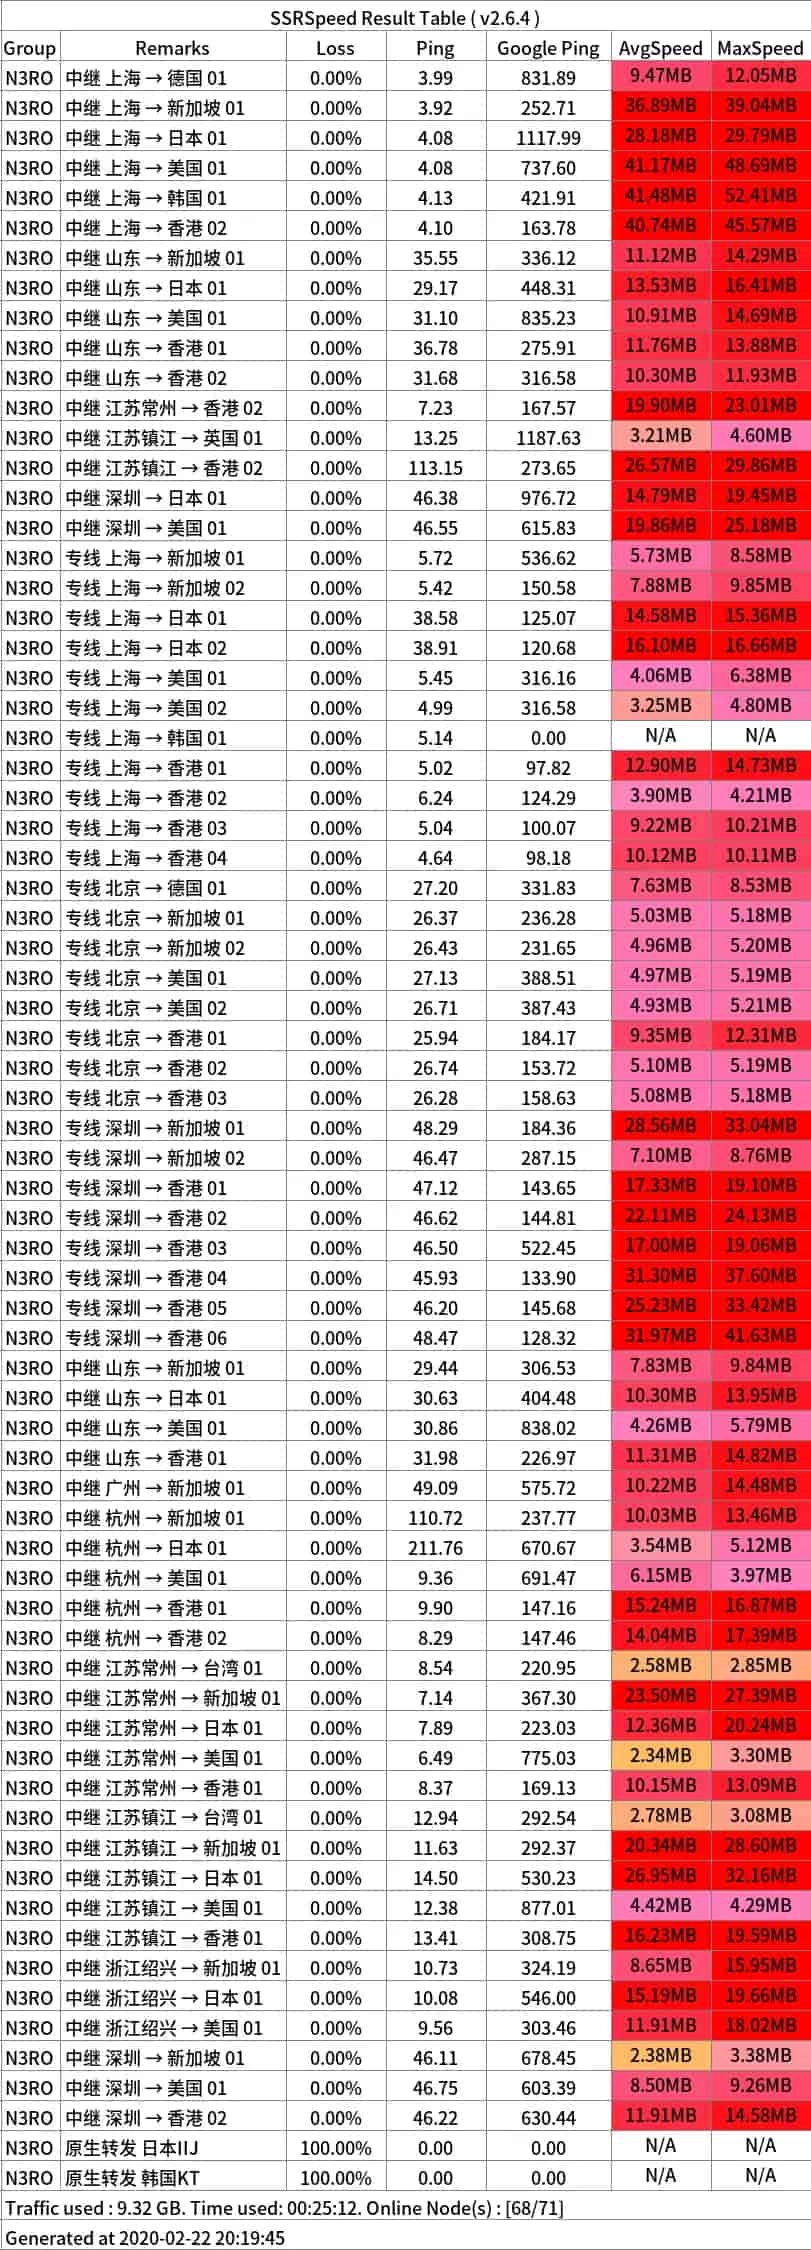 SSRSpeed Result Table ( v2.6.4 )
Group Remarks Loss Ping Google Ping AvgSpeed MaxSpeed
N3RO 中继 上海 → 德国 01 0.00% 3.99 831.89 9.47MB 12.05MB
N3RO 中继 上海 → 新加坡 01 0.00% 3.92 252.71 36.89MB 39.04MB
N3RO 中继 上海 → 日本 01 0.00% 4.08 1117.99 28.18MB 29.79MB
N3RO 中继 上海 → 美国 01 0.00% 4.08 737.60 41.17MB 48.69MB
N3RO 中继 上海 → 韩国 01 0.00% 4.13 421.91 41.48MB 52.41MB
N3RO 中继 上海 → 香港 02 0.00% 4.10 163.78 40.74MB 45.57MB
N3RO 中继 山东 → 新加坡 01 0.00% 35.55 336.12 11.12MB 14.29MB
N3RO 中继 山东 → 日本 01 0.00% 29.17 448.31 13.53MB 16.41MB
N3RO 中继 山东 → 美国 01 0.00% 31.10 835.23 10.91MB 14.69MB
N3RO 中继 山东 → 香港 01 0.00% 36.78 275.91 11.76MB 13.88MB
N3RO 中继 山东 → 香港 02 0.00% 31.68 316.58 10.30MB 11.93MB
N3RO 中继 江苏常州 → 香港 02 0.00% 7.23 167.57 19.90MB 23.01MB
N3RO 中继 江苏镇江 → 英国 01 0.00% 13.25 1187.63 3.21MB 4.60MB
N3RO 中继 江苏镇江 → 香港 02 0.00% 113.15 273.65 26.57MB 29.86MB
N3RO 中继 深圳 → 日本 01 0.00% 46.38 976.72 14.79MB 19.45MB
N3RO 中继 深圳 → 美国 01 0.00% 46.55 615.83 19.86MB 25.18MB
N3RO 专线 上海 → 新加坡 01 0.00% 5.72 536.62 5.73MB 8.58MB
N3RO 专线 上海 → 新加坡 02 0.00% 5.42 150.58 7.88MB 9.85MB
N3RO 专线 上海 → 日本 01 0.00% 38.58 125.07 14.58MB 15.36MB
N3RO 专线 上海 → 日本 02 0.00% 38.91 120.68 16.10MB 16.66MB
N3RO 专线 上海 → 美国 01 0.00% 5.45 316.16 4.06MB 6.38MB
N3RO 专线 上海 → 美国 02 0.00% 4.99 316.58 3.25MB 4.80MB
N3RO 专线 上海 → 韩国 01 0.00% 5.14 0.00 N/A N/A
N3RO 专线 上海 → 香港 01 0.00% 5.02 97.82 12.90MB 14.73MB
N3RO 专线 上海 → 香港 02 0.00% 6.24 124.29 3.90MB 4.21MB
N3RO 专线 上海 → 香港 03 0.00% 5.04 100.07 9.22MB 10.21MB
N3RO 专线 上海 → 香港 04 0.00% 4.64 98.18 10.12MB 10.11MB
N3RO 专线 北京 → 德国 01 0.00% 27.20 331.83 7.63MB 8.53MB
N3RO 专线 北京 → 新加坡 01 0.00% 26.37 236.28 5.03MB 5.18MB
N3RO 专线 北京 → 新加坡 02 0.00% 26.43 231.65 4.96MB 5.20MB
N3RO 专线 北京 → 美国 01 0.00% 27.13 388.51 4.97MB 5.19MB
N3RO 专线 北京 → 美国 02 0.00% 26.71 387.43 4.93MB 5.21MB
N3RO 专线 北京 → 香港 01 0.00% 25.94 184.17 9.35MB 12.31MB
N3RO 专线 北京 → 香港 02 0.00% 26.74 153.72 5.10MB 5.19MB
N3RO 专线 北京 → 香港 03 0.00% 26.28 158.63 5.08MB 5.18MB
N3RO 专线 深圳 → 新加坡 01 0.00% 48.29 184.36 28.56MB 33.04MB
N3RO 专线 深圳 → 新加坡 02 0.00% 46.47 287.15 7.10MB 8.76MB
N3RO 专线 深圳 → 香港 01 0.00% 47.12 143.65 17.33MB 19.10MB
N3RO 专线 深圳 → 香港 02 0.00% 46.62 144.81 22.11MB 24.13MB
N3RO 专线 深圳 → 香港 03 0.00% 46.50 522.45 17.00MB 19.06MB
N3RO 专线 深圳 → 香港 04 0.00% 45.93 133.90 31.30MB 37.60MB
N3RO 专线 深圳 → 香港 05 0.00% 46.20 145.68 25.23MB 33.42MB
N3RO 专线 深圳 → 香港 06 0.00% 48.47 128.32 31.97MB 41.63MB
N3RO 中继 山东 → 新加坡 01 0.00% 29.44 306.53 7.83MB 9.84MB
N3RO 中继 山东 → 日本 01 0.00% 30.63 404.48 10.30MB 13.95MB
N3RO 中继 山东 → 美国 01 0.00% 30.86 838.02 4.26MB 5.79MB
N3RO 中继 山东 → 香港 01 0.00% 31.98 226.97 11.31MB 14.82MB
N3RO 中继 广州 → 新加坡 01 0.00% 49.09 575.72 10.22MB 14.48MB
N3RO 中继 杭州 → 新加坡 01 0.00% 110.72 237.77 10.03MB 13.46MB
N3RO 中继 杭州 → 日本 01 0.00% 211.76 670.67 3.54MB 5.12MB
N3RO 中继 杭州 → 美国 01 0.00% 9.36 691.47 6.15MB 3.97MB
N3RO 中继 杭州 → 香港 01 0.00% 9.90 147.16 15.24MB 16.87MB
N3RO 中继 杭州 → 香港 02 0.00% 8.29 147.46 14.04MB 17.39MB
N3RO 中继 江苏常州 → 台湾 01 0.00% 8.54 220.95 2.58MB 2.85MB
N3RO 中继 江苏常州 → 新加坡 01 0.00% 7.14 367.30 23.50MB 27.39MB
N3RO 中继 江苏常州 → 日本 01 0.00% 7.89 223.03 12.36MB 20.24MB
N3RO 中继 江苏常州 → 美国 01 0.00% 6.49 775.03 2.34MB 3.30MB
N3RO 中继 江苏常州 → 香港 01 0.00% 8.37 169.13 10.15MB 13.09MB
N3RO 中继 江苏镇江 → 台湾 01 0.00% 12.94 292.54 2.78MB 3.08MB
N3RO 中继 江苏镇江 → 新加坡 01 0.00% 11.63 292.37 20.34MB 28.60MB
N3RO 中继 江苏镇江 → 日本 01 0.00% 14.50 530.23 26.95MB 32.16MB
N3RO 中继 江苏镇江 → 美国 01 0.00% 12.38 877.01 4.42MB 4.29MB
N3RO 中继 江苏镇江 → 香港 01 0.00% 13.41 308.75 16.23MB 19.59MB
N3RO 中继 浙江绍兴 → 新加坡 01 0.00% 10.73 324.19 8.65MB 15.95MB
N3RO 中继 浙江绍兴 → 日本 01 0.00% 10.08 546.00 15.19MB 19.66MB
N3RO 中继 浙江绍兴 → 美国 01 0.00% 9.56 303.46 11.91MB 18.02MB
N3RO 中继 深圳 → 新加坡 01 0.00% 46.11 678.45 2.38MB 3.38MB
N3RO 中继 深圳 → 美国 01 0.00% 46.75 603.39 8.50MB 9.26MB
N3RO 中继 深圳 → 香港 02 0.00% 46.22 630.44 11.91MB 14.58MB
N3RO 原生转发 日本IIJ 100.00% 0.00 0.00 N/A N/A
N3RO 原生转发 韩国KT 100.00% 0.00 0.00 N/A N/A
Traffic used : 9.32 GB. Time used: 00:25:12. Online Node(s) : [68/71]
Generated at 2020-02-22 20:19:45